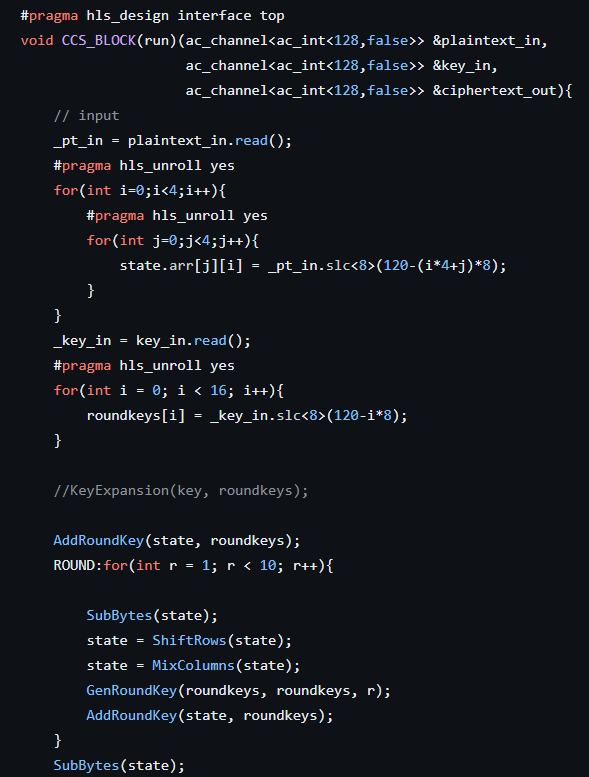 #pragma hls_design interface top
void CCS_BLOCK(run)(ac_channel<ac_int<128,false>> &plaintext_in,
                    ac_channel<ac_int<128,false>> &key_in,
                    ac_channel<ac_int<128,false>> &ciphertext_out){
    // input
    _pt_in = plaintext_in.read();
    #pragma hls_unroll yes
    for(int i=0;i<4;i++){
        #pragma hls_unroll yes
        for(int j=0;j<4;j++){
            state.arr[j][i] = _pt_in.slc<8>(120-(i*4+j)*8);
        }
    }
    _key_in = key_in.read();
    #pragma hls_unroll yes
    for(int i = 0; i < 16; i++){
        roundkeys[i] = _key_in.slc<8>(120-i*8);
    }

    //KeyExpansion(key, roundkeys);

    AddRoundKey(state, roundkeys);
    ROUND:for(int r = 1; r < 10; r++){

        SubBytes(state);
        state = ShiftRows(state);
        state = MixColumns(state);
        GenRoundKey(roundkeys, roundkeys, r);
        AddRoundKey(state, roundkeys);
    }
    SubBytes(state);